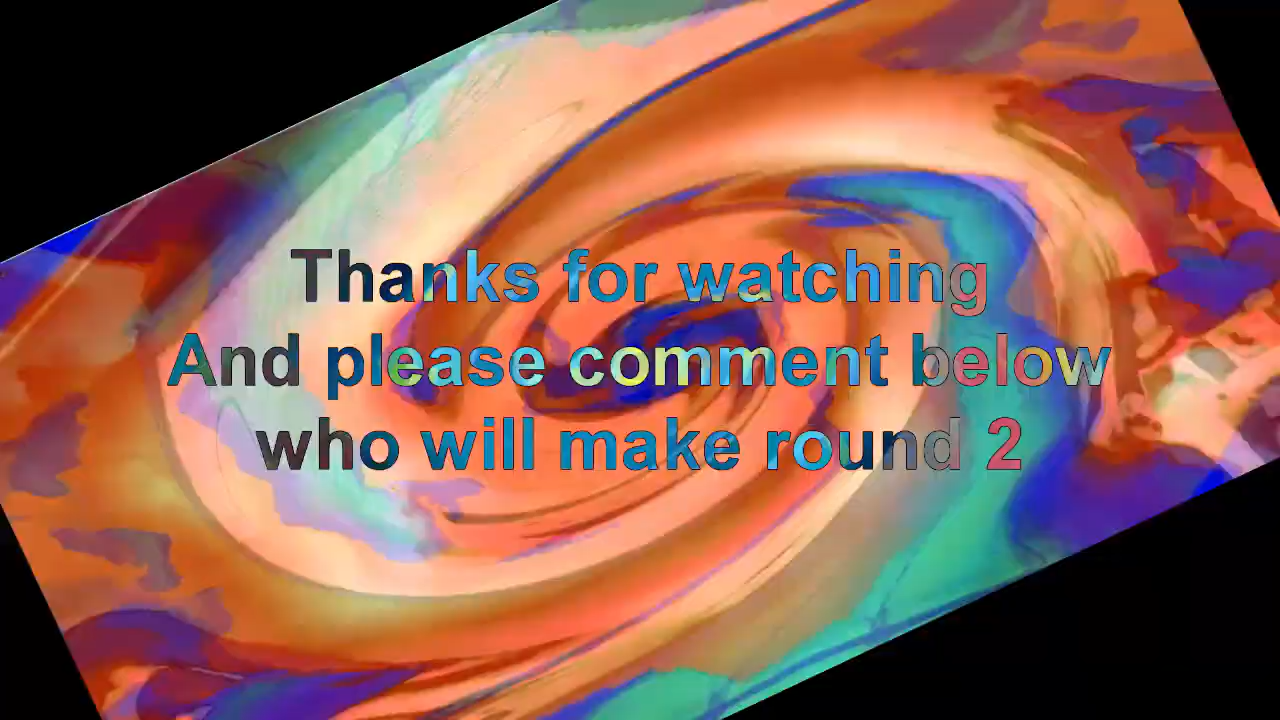 Thanks for watching
And please comment below
who will make round 2